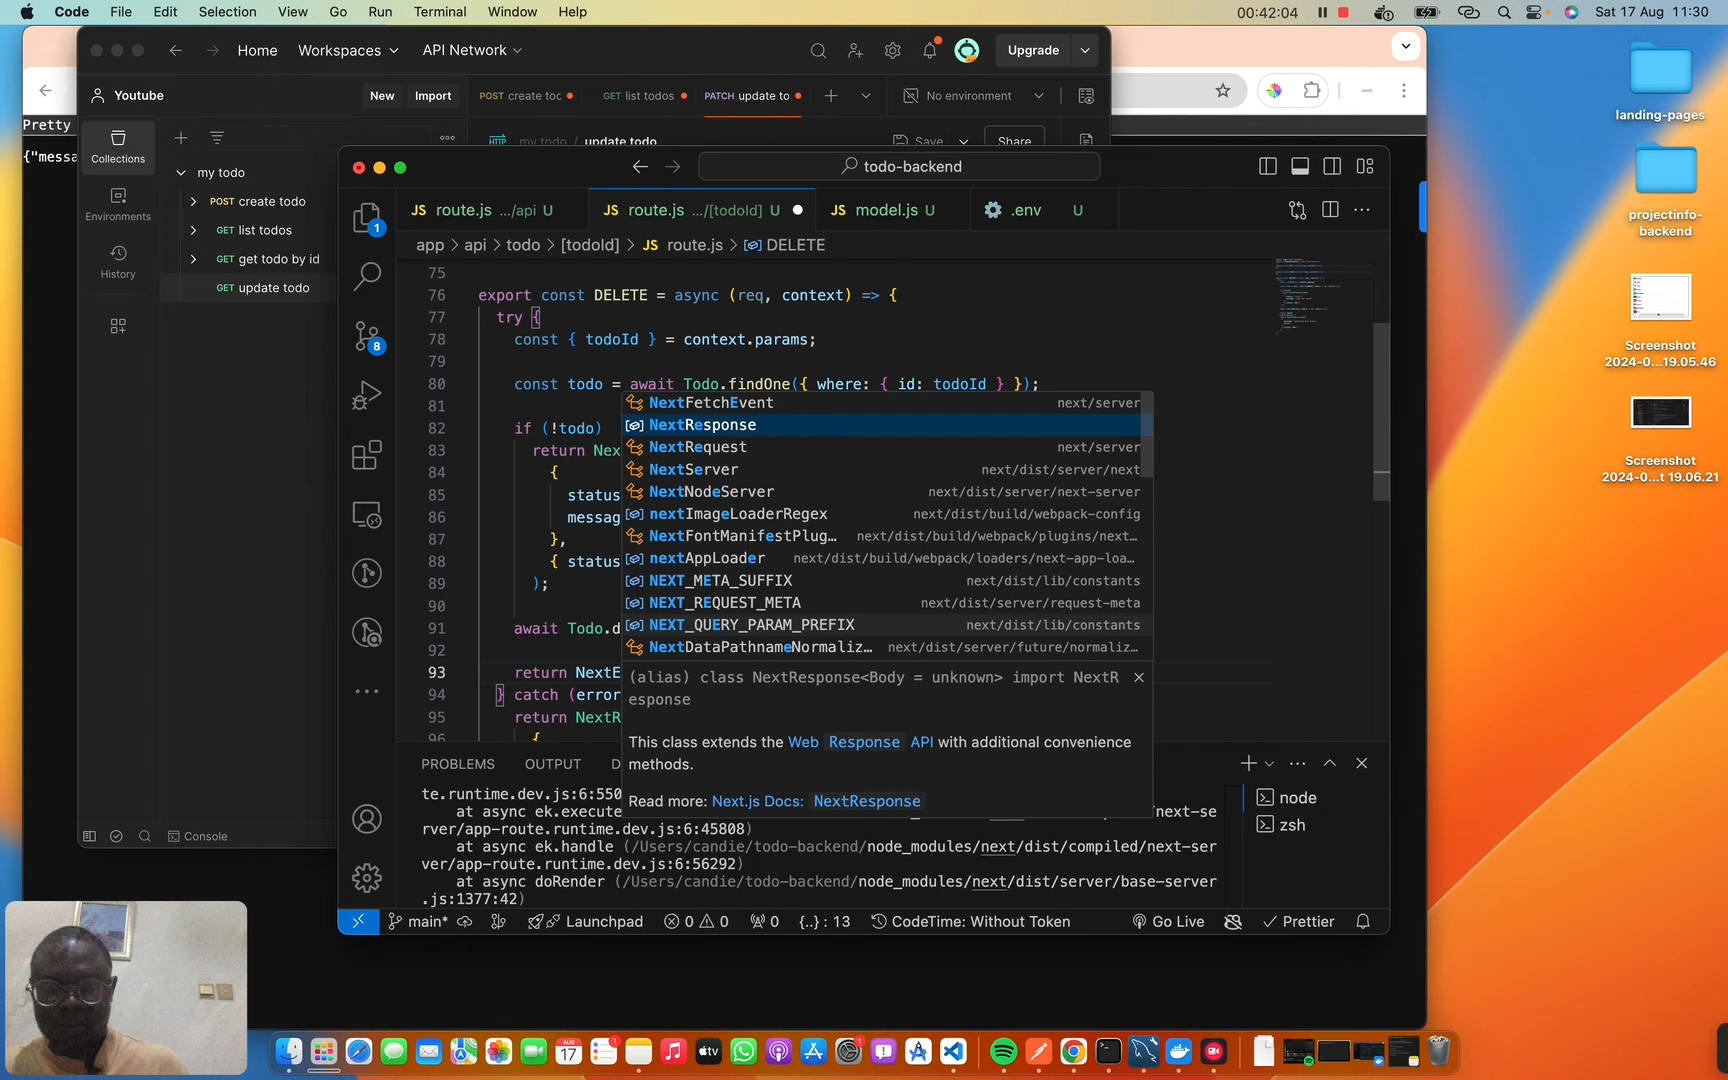 Code File Edit Selection View Go Run Terminal Window Help 00:42:04 Sat 17 Aug 11:30
Home Workspaces API Network Upgrade
Youtube New Import POST create toc GET list todos PATCH update to No environment
Pretty
{"messa
HTTP my todo / update todo Save Share
Collections
Environments
History
my todo
POST create todo
GET list todos
GET get todo by id
GET update todo
Console
todo-backend
1
8
JS route.js .../api U JS route.js .../[todoId] U JS model.js U .env U
app > api > todo > [todoId] > JS route.js > DELETE
75
76 export const DELETE = async (req, context) => {
77 try {
78 const { todoId } = context.params;
79
80 const todo = await Todo.findOne({ where: { id: todoId } });
81
82 if (!todo)
83 return Nex
84 {
85 status
86 messag
87 },
88 { status
89 );
90
91 await Todo.d
92
93 return NextE
94 } catch (error
95 return NextR
96 {
NextFetchEvent next/server
NextResponse
NextRequest next/server
NextServer next/dist/server/next
NextNodeServer next/dist/server/next-server
nextImageLoaderRegex next/dist/build/webpack-config
NextFontManifestPlug… next/dist/build/webpack/plugins/next…
nextAppLoader next/dist/build/webpack/loaders/next-app-loa…
NEXT_META_SUFFIX next/dist/lib/constants
NEXT_REQUEST_META next/dist/server/request-meta
NEXT_QUERY_PARAM_PREFIX next/dist/lib/constants
NextDataPathnameNormaliz… next/dist/server/future/normaliz…
(alias) class NextResponse<Body = unknown> import NextR
esponse
This class extends the Web Response API with additional convenience
methods.
Read more: Next.js Docs: NextResponse
PROBLEMS OUTPUT D
te.runtime.dev.js:6:550
at async ek.execute
rver/app-route.runtime.dev.js:6:45808)
at async ek.handle (/Users/candie/todo-backend/node_modules/next/dist/compiled/next-ser
ver/app-route.runtime.dev.js:6:56292)
at async doRender (/Users/candie/todo-backend/node_modules/next/dist/server/base-server
.js:1377:42)
node
zsh
main* Launchpad 0 0 0 {..} : 13 CodeTime: Without Token Go Live Prettier
landing-pages
projectinfo-
backend
Screenshot
2024-0...19.05.46
Screenshot
2024-0...t 19.06.21
AUG
17
tv